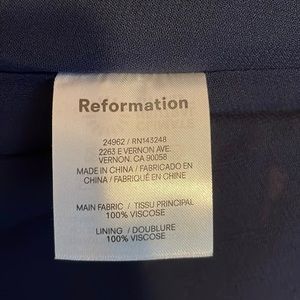 Reformation
24962 / RN143248
2263 E VERNON AVE.
VERNON, CA 90058
MADE IN CHINA / FABRICADO EN
CHINA / FABRIQUÉ EN CHINE
MAIN FABRIC / TISSU PRINCIPAL
100% VISCOSE
LINING / DOUBLURE
100% VISCOSE